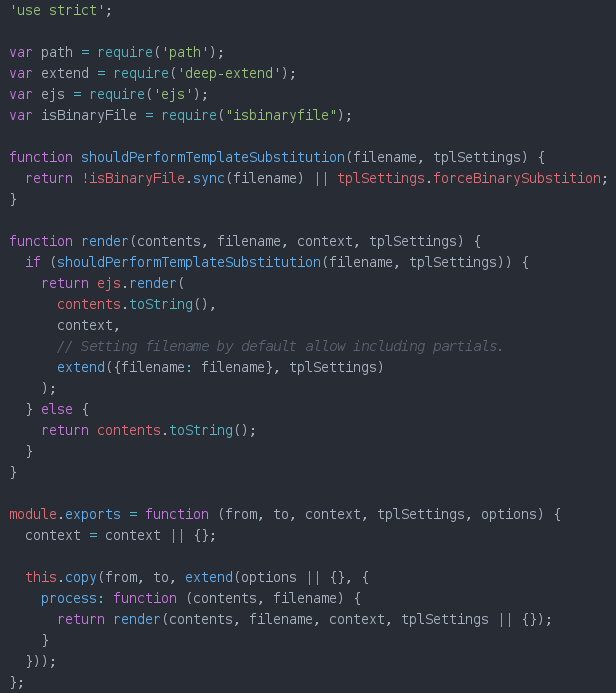 'use strict';

var path = require('path');
var extend = require('deep-extend');
var ejs = require('ejs');
var isBinaryFile = require("isbinaryfile");

function shouldPerformTemplateSubstitution(filename, tplSettings) {
  return !isBinaryFile.sync(filename) || tplSettings.forceBinarySubstition;
}

function render(contents, filename, context, tplSettings) {
  if (shouldPerformTemplateSubstitution(filename, tplSettings)) {
    return ejs.render(
      contents.toString(),
      context,
      // Setting filename by default allow including partials.
      extend({filename: filename}, tplSettings)
    );
  } else {
    return contents.toString();
  }
}

module.exports = function (from, to, context, tplSettings, options) {
  context = context || {};

  this.copy(from, to, extend(options || {}, {
    process: function (contents, filename) {
      return render(contents, filename, context, tplSettings || {});
    }
  }));
};